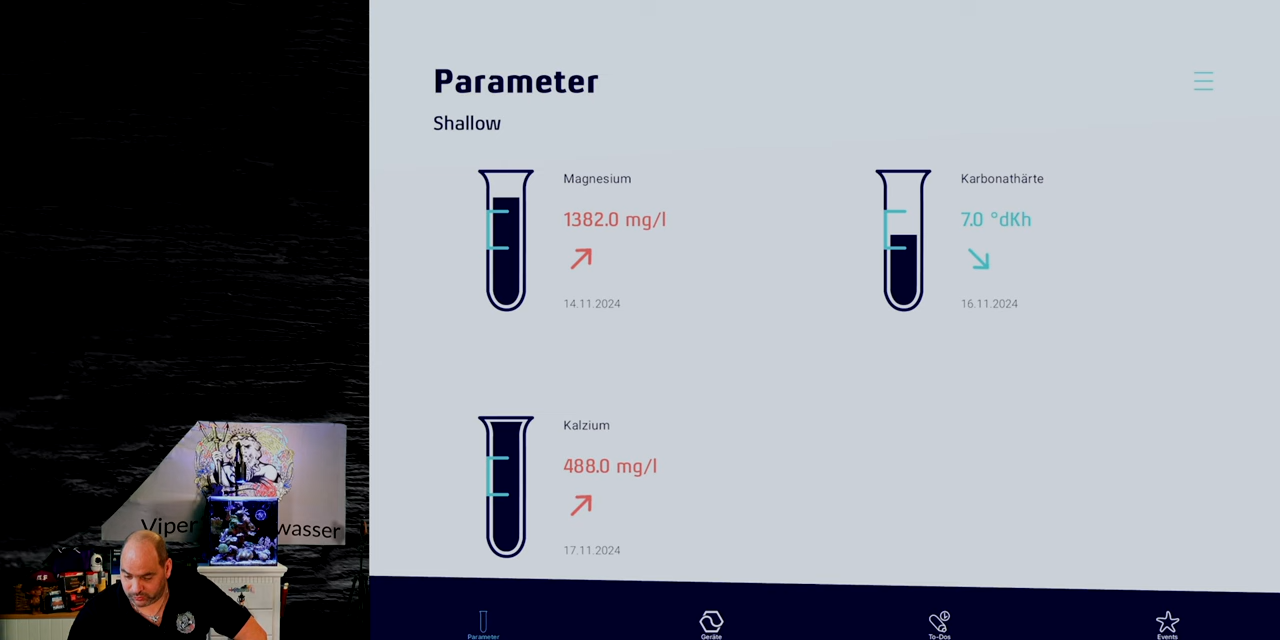 Parameter
Shallow
Magnesium
1382.0 mg/l
14.11.2024
Karbonathärte
7.0 °dKh
16.11.2024
Kalzium
488.0 mg/l
17.11.2024
Viper
wasser
Parameter
Geräte
To-Dos
Events